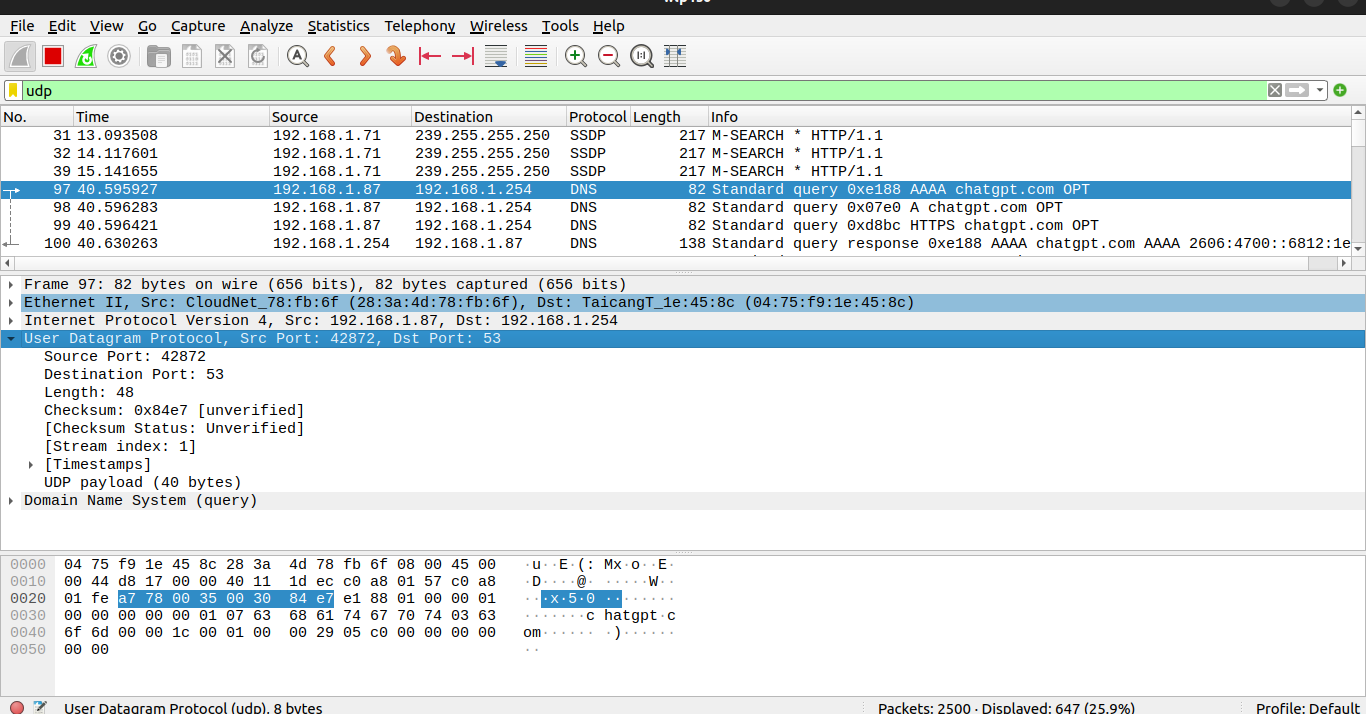 File Edit View Go Capture Analyze Statistics Telephony Wireless Tools Help
udp
No. Time Source Destination Protocol Length Info
31 13.093508 192.168.1.71 239.255.255.250 SSDP 217 M-SEARCH * HTTP/1.1
32 14.117601 192.168.1.71 239.255.255.250 SSDP 217 M-SEARCH * HTTP/1.1
39 15.141655 192.168.1.71 239.255.255.250 SSDP 217 M-SEARCH * HTTP/1.1
97 40.595927 192.168.1.87 192.168.1.254 DNS 82 Standard query 0xe188 AAAA chatgpt.com OPT
98 40.596283 192.168.1.87 192.168.1.254 DNS 82 Standard query 0x07e0 A chatgpt.com OPT
99 40.596421 192.168.1.87 192.168.1.254 DNS 82 Standard query 0xd8bc HTTPS chatgpt.com OPT
100 40.630263 192.168.1.254 192.168.1.87 DNS 138 Standard query response 0xe188 AAAA chatgpt.com AAAA 2606:4700::6812:1e
Frame 97: 82 bytes on wire (656 bits), 82 bytes captured (656 bits)
Ethernet II, Src: CloudNet_78:fb:6f (28:3a:4d:78:fb:6f), Dst: TaicangT_1e:45:8c (04:75:f9:1e:45:8c)
Internet Protocol Version 4, Src: 192.168.1.87, Dst: 192.168.1.254
User Datagram Protocol, Src Port: 42872, Dst Port: 53
Source Port: 42872
Destination Port: 53
Length: 48
Checksum: 0x84e7 [unverified]
[Checksum Status: Unverified]
[Stream index: 1]
[Timestamps]
UDP payload (40 bytes)
Domain Name System (query)
0000 04 75 f9 1e 45 8c 28 3a 4d 78 fb 6f 08 00 45 00 ·u··E·(: Mx·o··E·
0010 00 44 d8 17 00 00 40 11 1d ec c0 a8 01 57 c0 a8 ·D····@· ·····W··
0020 01 fe a7 78 00 35 00 30 84 e7 e1 88 01 00 00 01 ···x·5·0 ········
0030 00 00 00 00 00 01 07 63 68 61 74 67 70 74 03 63 ·······c hatgpt·c
0040 6f 6d 00 00 1c 00 01 00 00 29 05 c0 00 00 00 00 om······ ·)······
0050 00 00 ··
User Datagram Protocol (udp), 8 bytes Packets: 2500 · Displayed: 647 (25.9%) Profile: Default